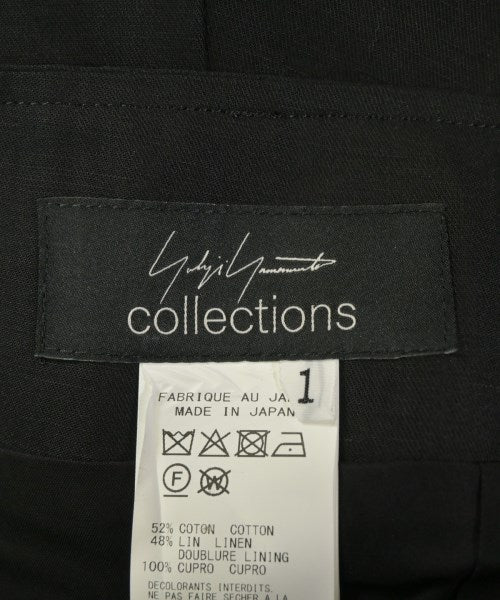 Yohji Yamamoto
collections
1
FABRIQUE AU JA
MADE IN JAPAN
F
W
52% COTON COTTON
48% LIN LINEN
DOUBLURE LINING
100% CUPRO CUPRO
DECOLORANTS INTERDITS.
NE PAS FAIRE SECHER A LA